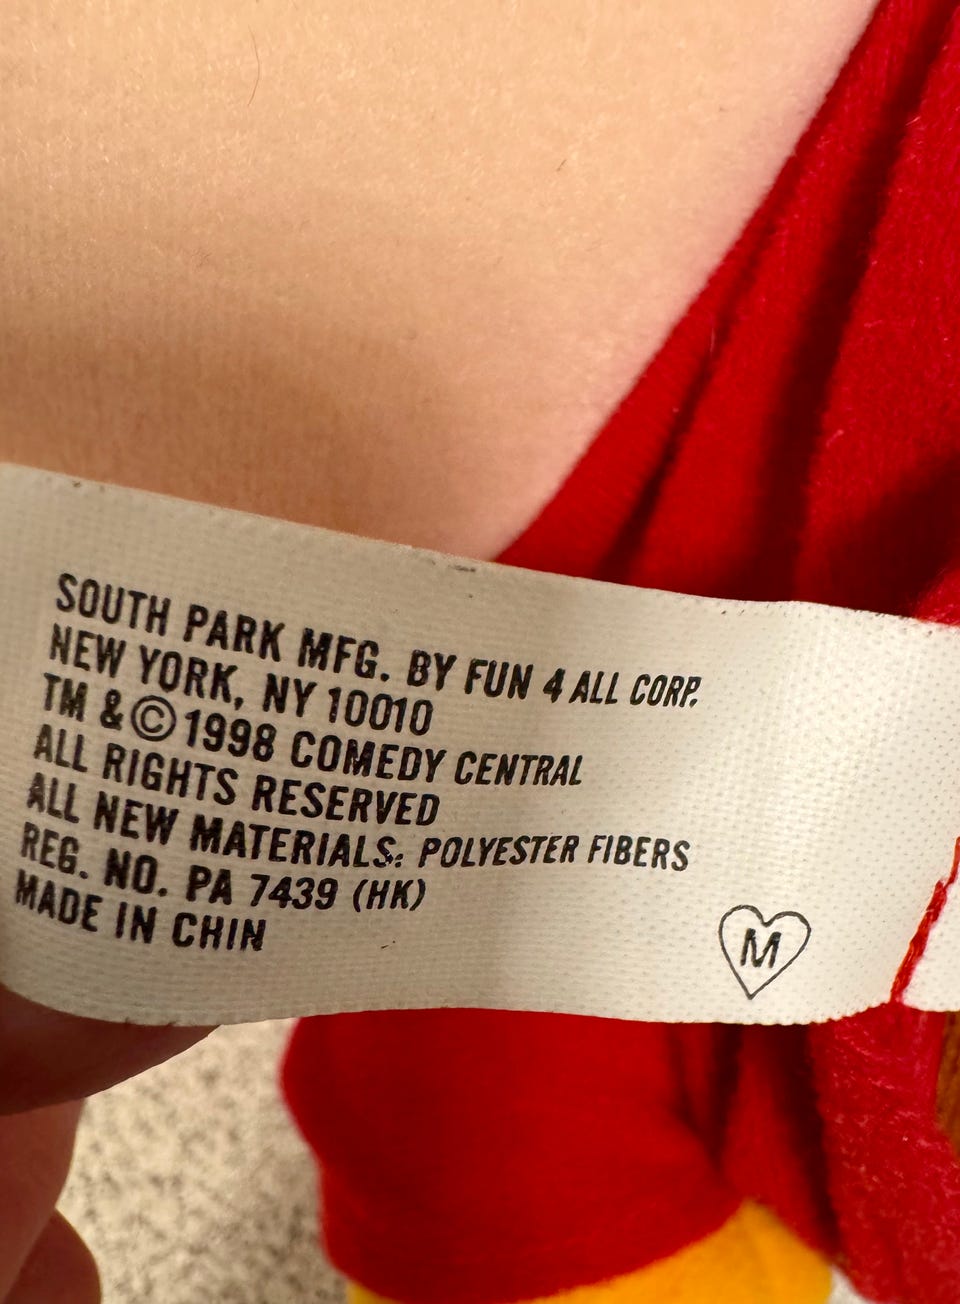 SOUTH PARK MFG. BY FUN 4 ALL CORP.
NEW YORK, NY 10010
TM & © 1998 COMEDY CENTRAL
ALL RIGHTS RESERVED
ALL NEW MATERIALS: POLYESTER FIBERS
REG. NO. PA 7439 (HK)
MADE IN CHIN
M